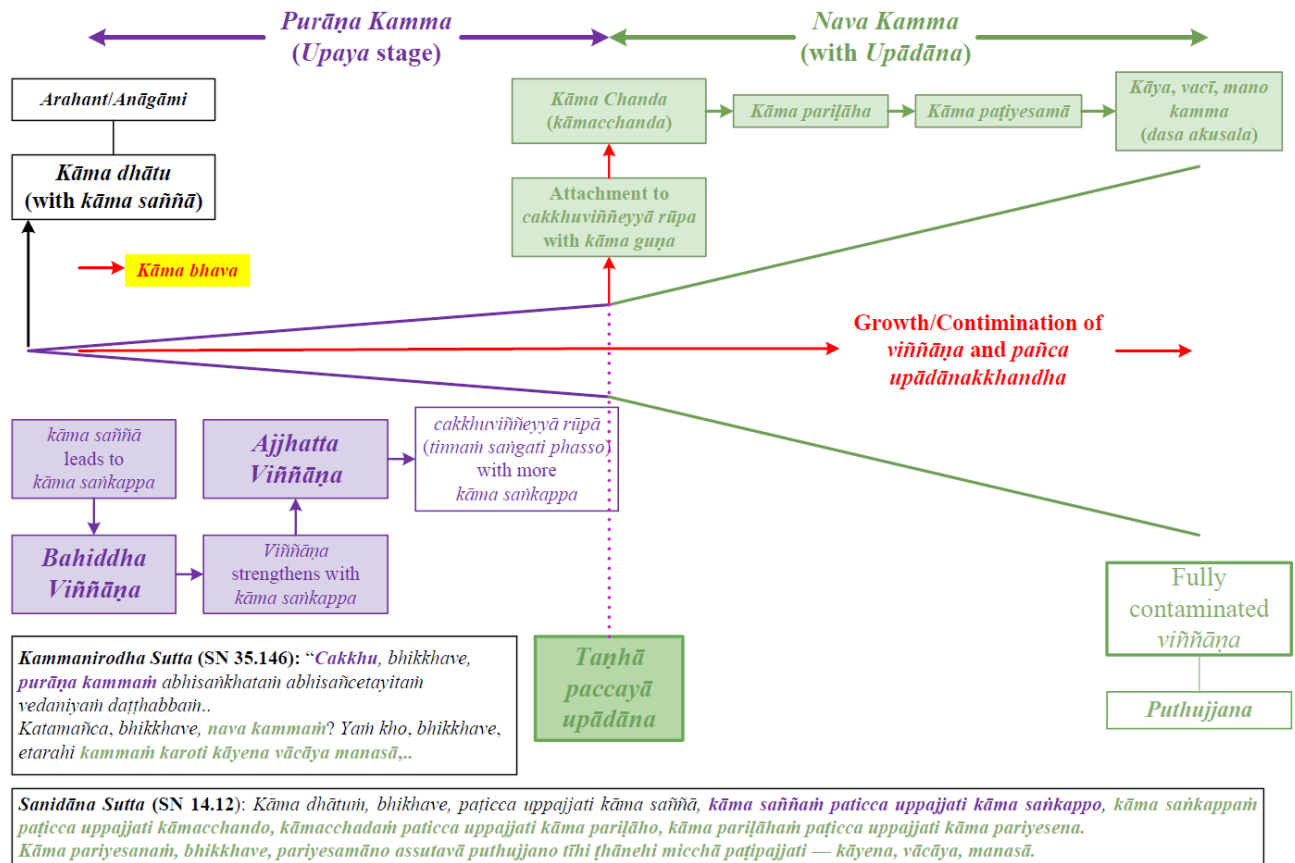 Purāṇa Kamma
(Upaya stage)
Nava Kamma
(with Upādāna)
Arahant/Anāgāmi
Kāma dhātu
(with kāma saññā)
Kāma bhava
Kāma Chanda
(kāmacchanda)
Kāma pariḷāha
Kāma paṭiyesamā
Kāya, vacī, mano
kamma
(dasa akusala)
Attachment to
cakkhuviññeyyā rūpa
with kāma guṇa
Growth/Contimination of
viññāṇa and pañca
upādānakkhandha
kāma saññā
leads to
kāma saṅkappa
Bahiddha
Viññāṇa
Viññāṇa
strengthens with
kāma saṅkappa
Ajjhatta
Viññāṇa
cakkhuviññeyyā rūpā
(tinnaṁ saṅgati phasso)
with more
kāma saṅkappa
Taṇhā
paccayā
upādāna
Fully
contaminated
viññāṇa
Puthujjana
Kammanirodha Sutta (SN 35.146): “Cakkhu, bhikkhave,
purāṇa kammaṁ abhisaṅkhataṁ abhisañcetayitaṁ
vedaniyaṁ daṭṭhabbaṁ..
Katamañca, bhikkhave, nava kammaṁ? Yaṁ kho, bhikkhave,
etarahi kammaṁ karoti kāyena vācāya manasā,..
Sanidāna Sutta (SN 14.12): Kāma dhātuṁ, bhikhave, paṭicca uppajjati kāma saññā, kāma saññaṁ paticca uppajjati kāma saṅkappo, kāma saṅkappaṁ
paṭicca uppajjati kāmacchando, kāmacchadaṁ paticca uppajjati kāma pariḷāho, kāma pariḷāhaṁ paṭicca uppajjati kāma pariyesena.
Kāma pariyesanaṁ, bhikkhave, pariyesamāno assutavā puthujjano tīhi ṭhānehi micchā paṭipajjati — kāyena, vācāya, manasā.